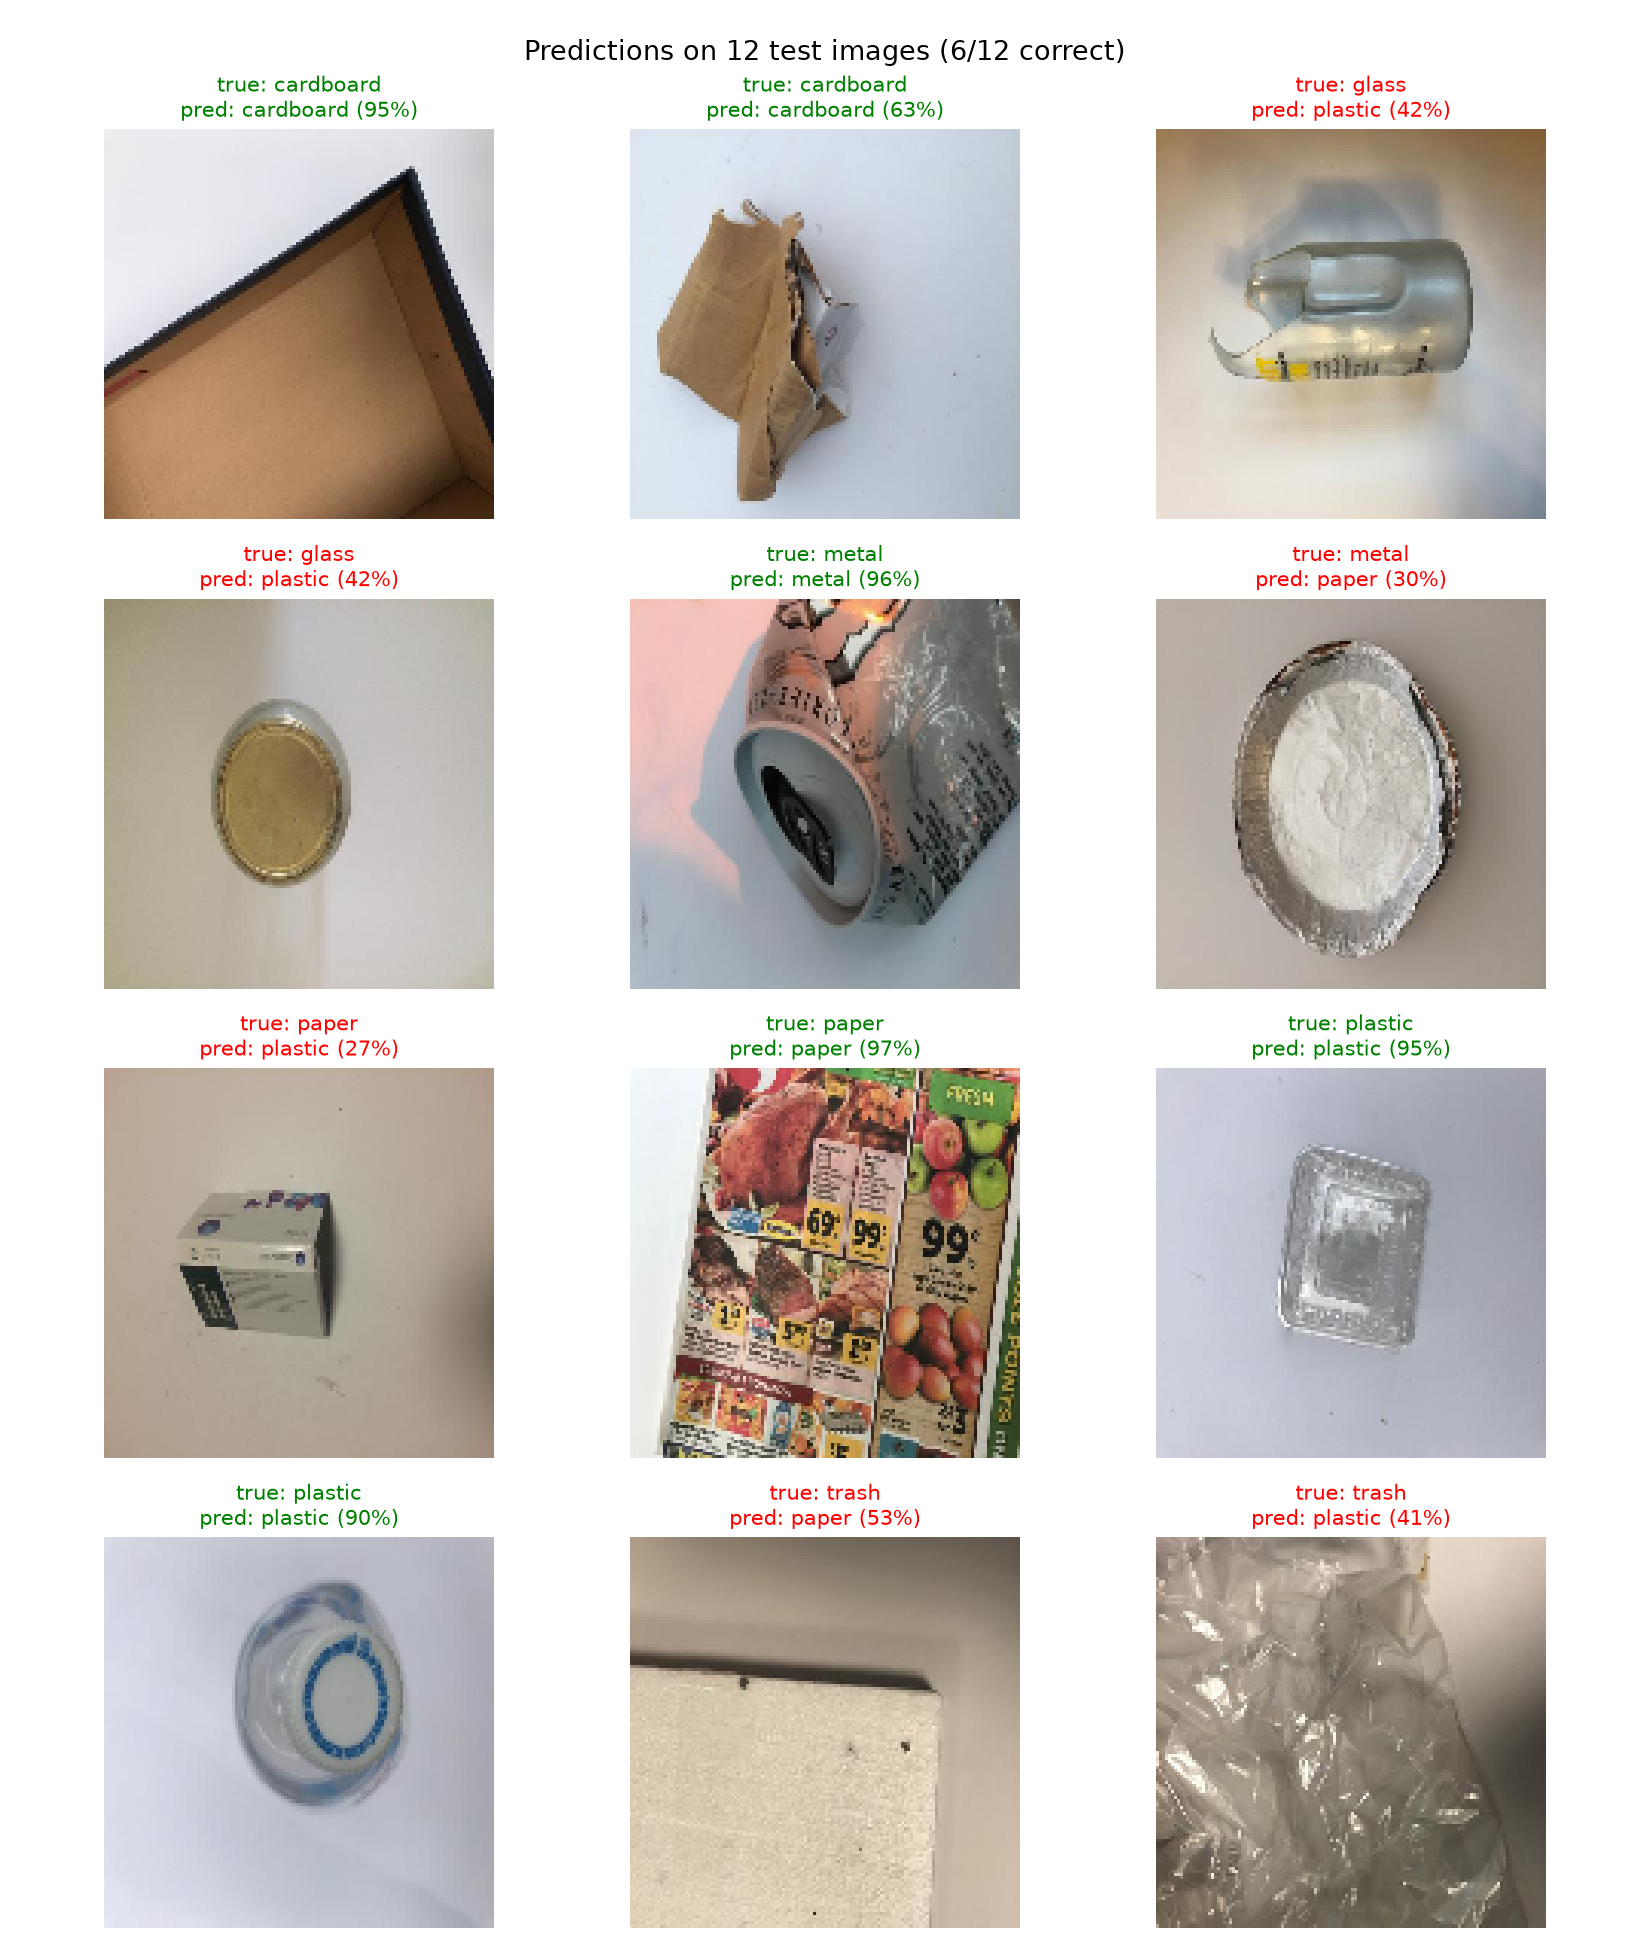 Predictions on 12 test images (6/12 correct)
true: cardboard
pred: cardboard (95%)
true: cardboard
pred: cardboard (63%)
true: glass
pred: plastic (42%)
true: glass
pred: plastic (42%)
true: metal
pred: metal (96%)
true: metal
pred: paper (30%)
true: paper
pred: plastic (27%)
true: paper
pred: paper (97%)
FRESH
69¢
99¢
99¢
true: plastic
pred: plastic (95%)
true: plastic
pred: plastic (90%)
true: trash
pred: paper (53%)
true: trash
pred: plastic (41%)